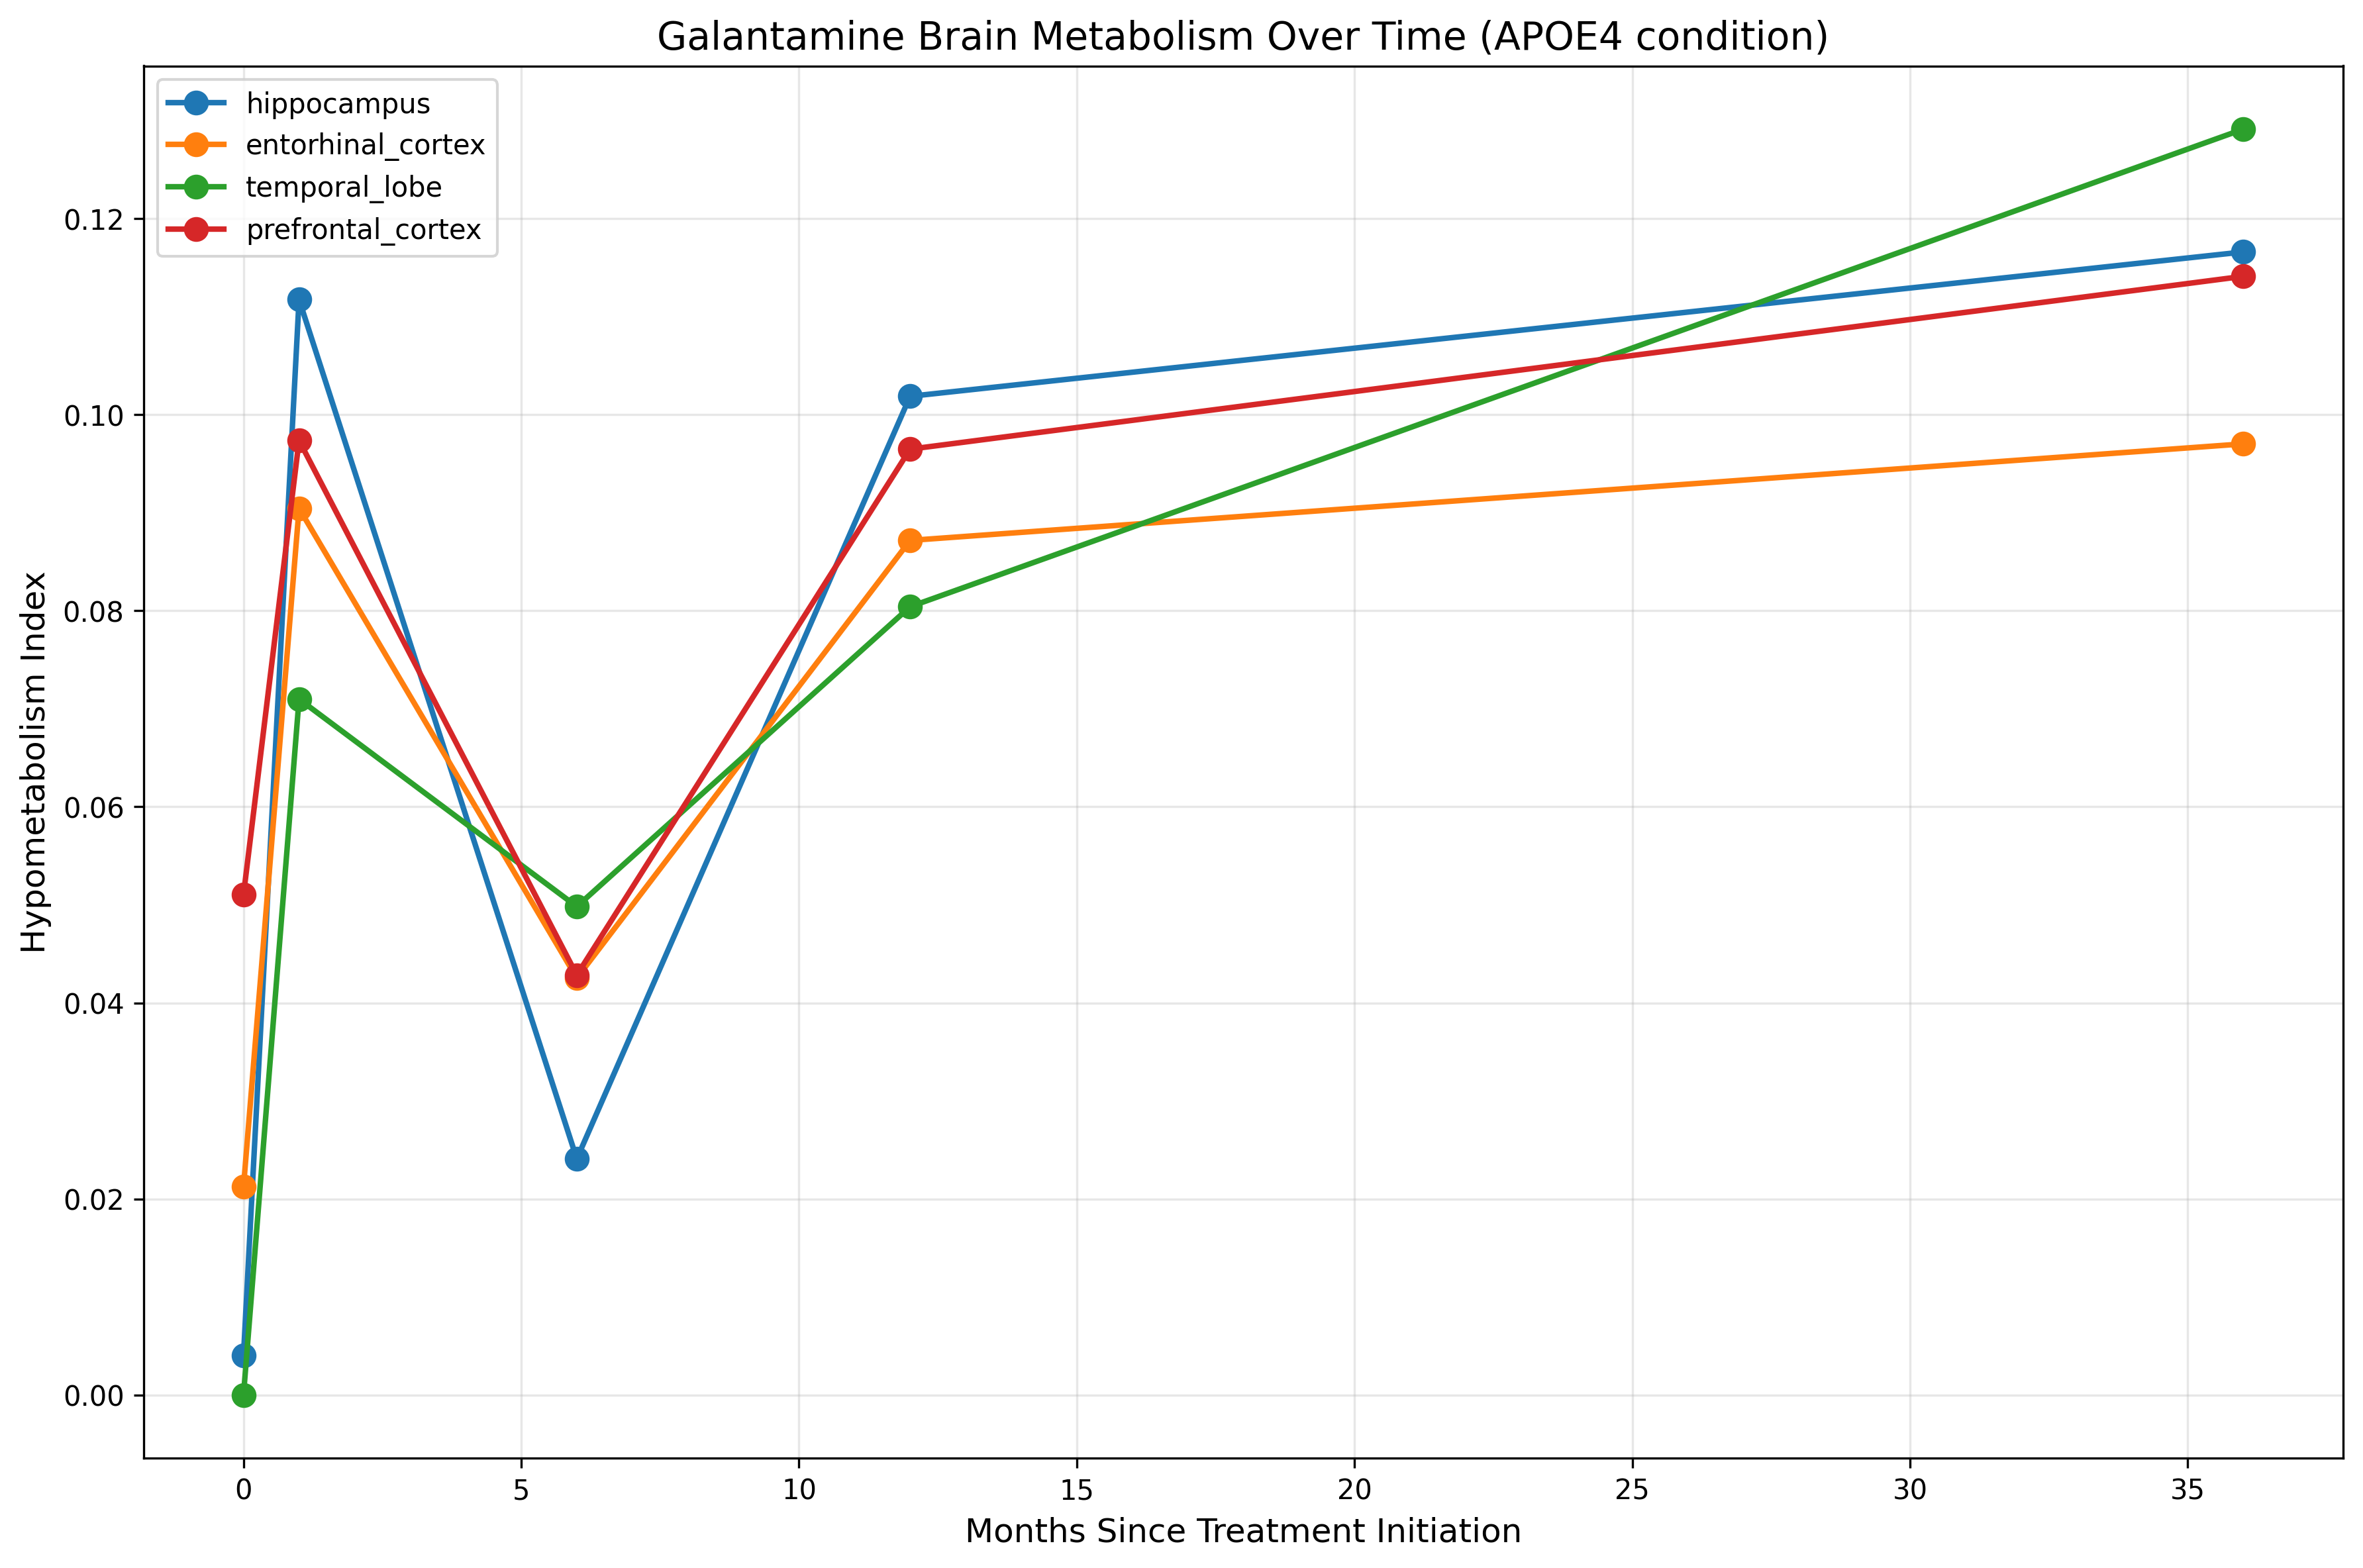 Galantamine Brain Metabolism Over Time (APOE4 condition)
hippocampus
entorhinal_cortex
temporal_lobe
prefrontal_cortex
Hypometabolism Index
0.12
0.10
0.08
0.06
0.04
0.02
0.00
0 5 10 15 20 25 30 35
Months Since Treatment Initiation